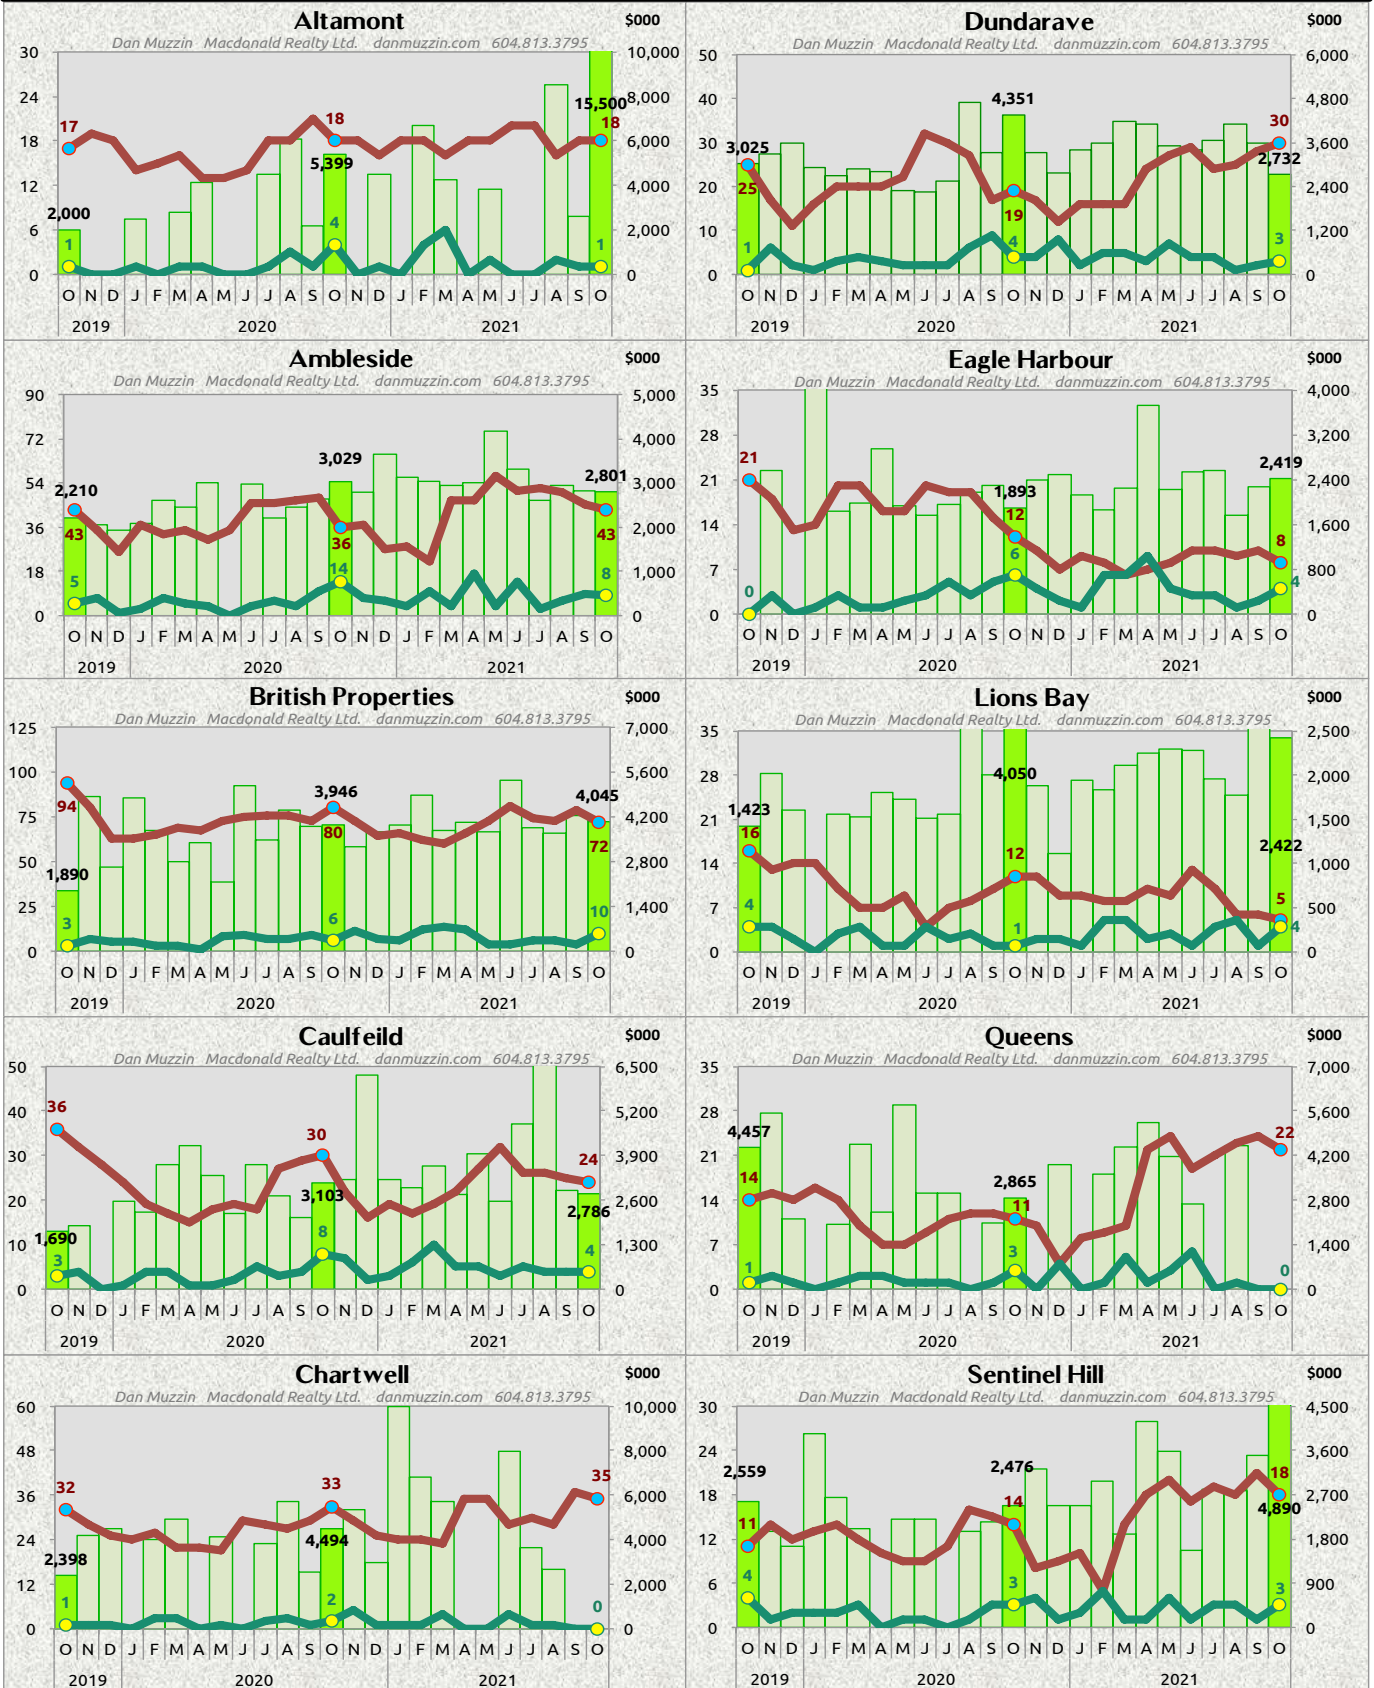 Altamont
$000
Dan Muzzin Macdonald Realty Ltd. danmuzzin.com 604.813.3795
30 24 18 12 6 0
10,000 8,000 6,000 4,000 2,000 0
17 18 18
2,000 5,399 15,500
1 4 1
O N D J F M A M J J A S O N D J F M A M J J A S O
2019 2020 2021
Dundarave
$000
Dan Muzzin Macdonald Realty Ltd. danmuzzin.com 604.813.3795
50 40 30 20 10 0
6,000 4,800 3,600 2,400 1,200 0
3,025 4,351 2,732
25 19 30
1 4 3
O N D J F M A M J J A S O N D J F M A M J J A S O
2019 2020 2021
Ambleside
$000
Dan Muzzin Macdonald Realty Ltd. danmuzzin.com 604.813.3795
90 72 54 36 18 0
5,000 4,000 3,000 2,000 1,000 0
2,210 3,029 2,801
43 36 43
5 14 8
O N D J F M A M J J A S O N D J F M A M J J A S O
2019 2020 2021
Eagle Harbour
$000
Dan Muzzin Macdonald Realty Ltd. danmuzzin.com 604.813.3795
35 28 21 14 7 0
4,000 3,200 2,400 1,600 800 0
21 12 8
1,893 2,419
0 6 4
O N D J F M A M J J A S O N D J F M A M J J A S O
2019 2020 2021
British Properties
$000
Dan Muzzin Macdonald Realty Ltd. danmuzzin.com 604.813.3795
125 100 75 50 25 0
7,000 5,600 4,200 2,800 1,400 0
94 80 72
1,890 3,946 4,045
3 6 10
O N D J F M A M J J A S O N D J F M A M J J A S O
2019 2020 2021
Lions Bay
$000
Dan Muzzin Macdonald Realty Ltd. danmuzzin.com 604.813.3795
35 28 21 14 7 0
2,500 2,000 1,500 1,000 500 0
1,423 4,050 2,422
16 12 5
4 1 4
O N D J F M A M J J A S O N D J F M A M J J A S O
2019 2020 2021
Caulfeild
$000
Dan Muzzin Macdonald Realty Ltd. danmuzzin.com 604.813.3795
50 40 30 20 10 0
6,500 5,200 3,900 2,600 1,300 0
36 30 24
1,690 3,103 2,786
3 8 4
O N D J F M A M J J A S O N D J F M A M J J A S O
2019 2020 2021
Queens
$000
Dan Muzzin Macdonald Realty Ltd. danmuzzin.com 604.813.3795
35 28 21 14 7 0
7,000 5,600 4,200 2,800 1,400 0
4,457 2,865
14 11 22
1 3 0
O N D J F M A M J J A S O N D J F M A M J J A S O
2019 2020 2021
Chartwell
$000
Dan Muzzin Macdonald Realty Ltd. danmuzzin.com 604.813.3795
60 48 36 24 12 0
10,000 8,000 6,000 4,000 2,000 0
32 33 35
2,398 4,494
1 2 0
O N D J F M A M J J A S O N D J F M A M J J A S O
2019 2020 2021
Sentinel Hill
$000
Dan Muzzin Macdonald Realty Ltd. danmuzzin.com 604.813.3795
30 24 18 12 6 0
4,500 3,600 2,700 1,800 900 0
2,559 2,476 4,890
11 14 18
4 3 3
O N D J F M A M J J A S O N D J F M A M J J A S O
2019 2020 2021